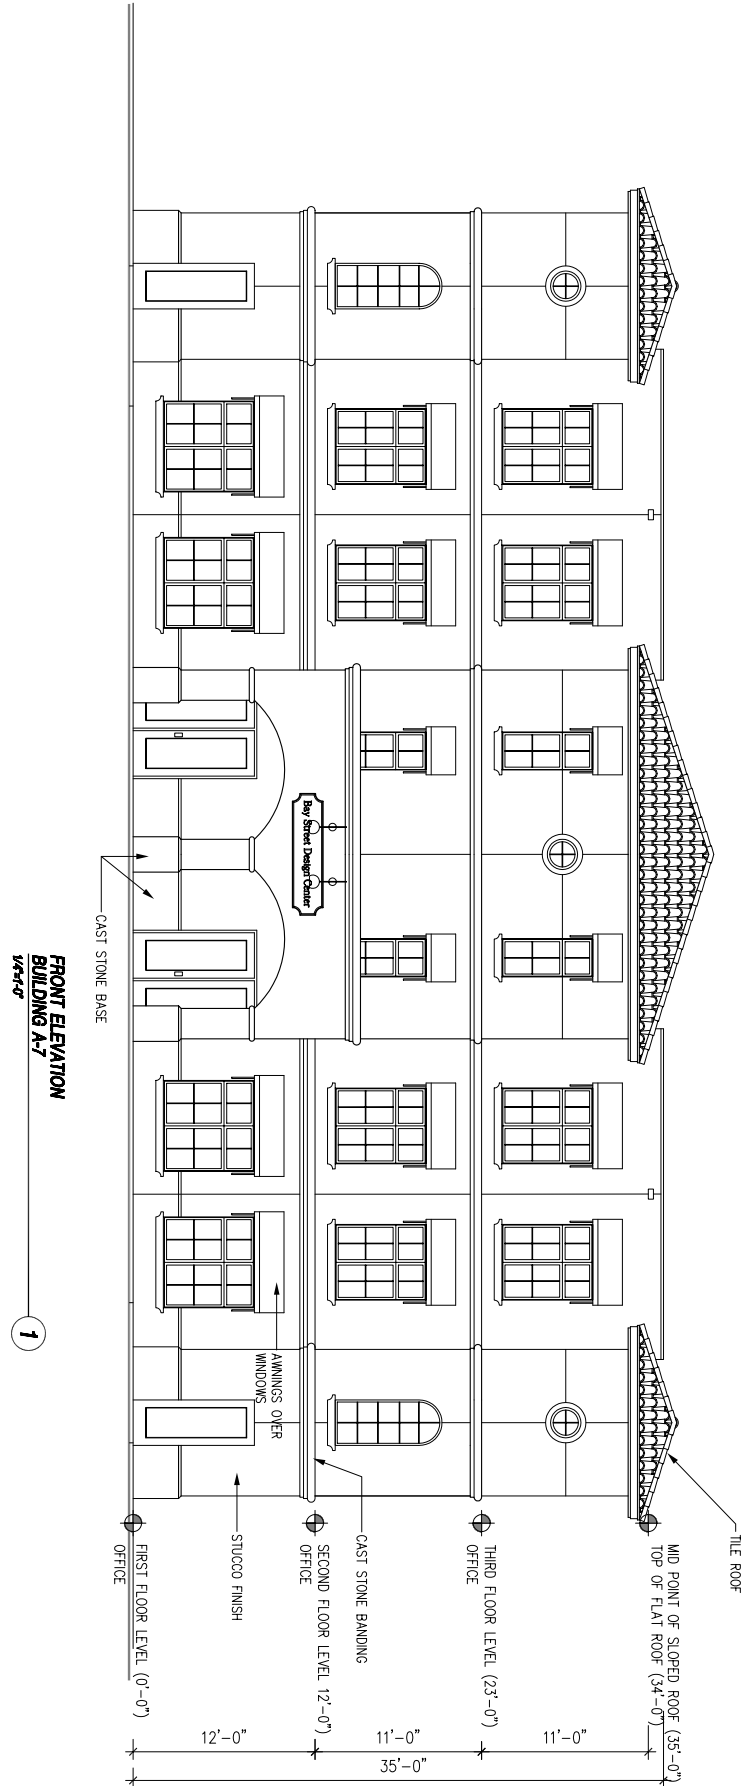 TILE ROOF
MID POINT OF SLOPED ROOF (35'-0")
TOP OF FLAT ROOF (34'-0")
THIRD FLOOR LEVEL (23'-0")
OFFICE
CAST STONE BANDING
SECOND FLOOR LEVEL 12'-0")
OFFICE
STUCCO FINISH
FIRST FLOOR LEVEL (0'-0")
OFFICE
11'-0"
11'-0"
12'-0"
35'-0"
AWNINGS OVER
WINDOWS
Bay Street Design Center
CAST STONE BASE
FRONT ELEVATION
BUILDING A-7
1/4"=1'-0"
1